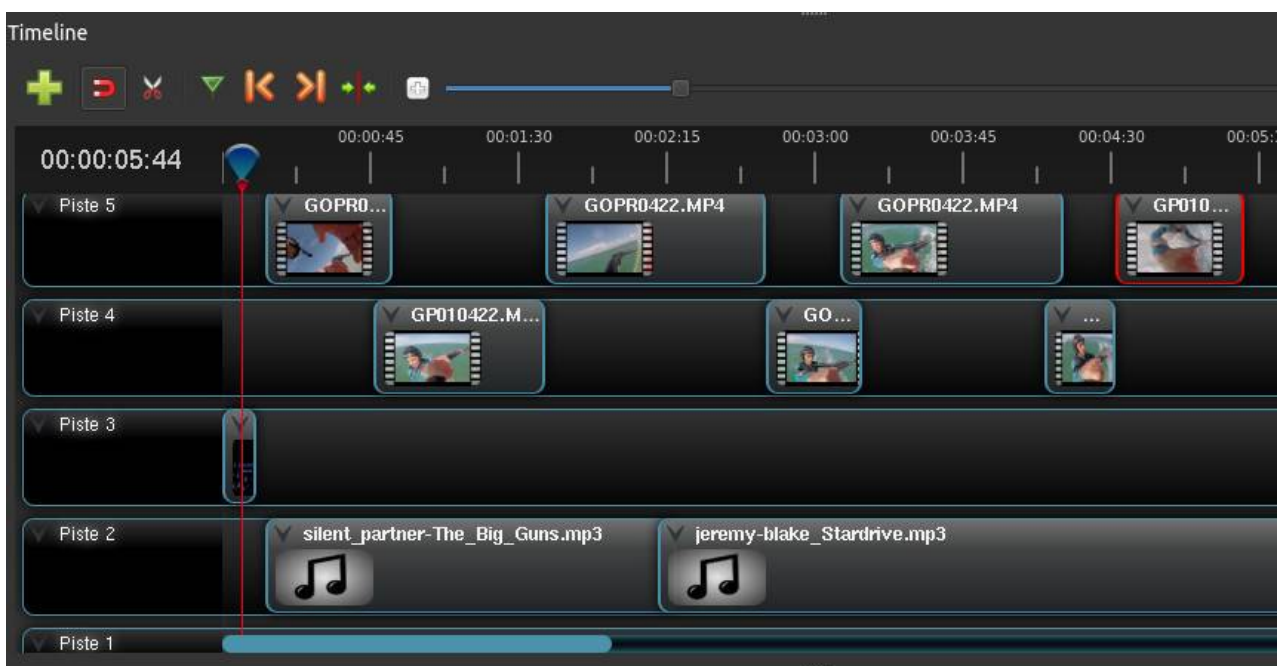 Timeline
00:00:05:44
00:00:45 00:01:30 00:02:15 00:03:00 00:03:45 00:04:30 00:05:
Piste 5
GOPR0... GOPR0422.MP4 GOPR0422.MP4 GP010...
Piste 4
GP010422.M... GO... ...
Piste 3
Piste 2
silent_partner-The_Big_Guns.mp3 jeremy-blake_Stardrive.mp3
Piste 1